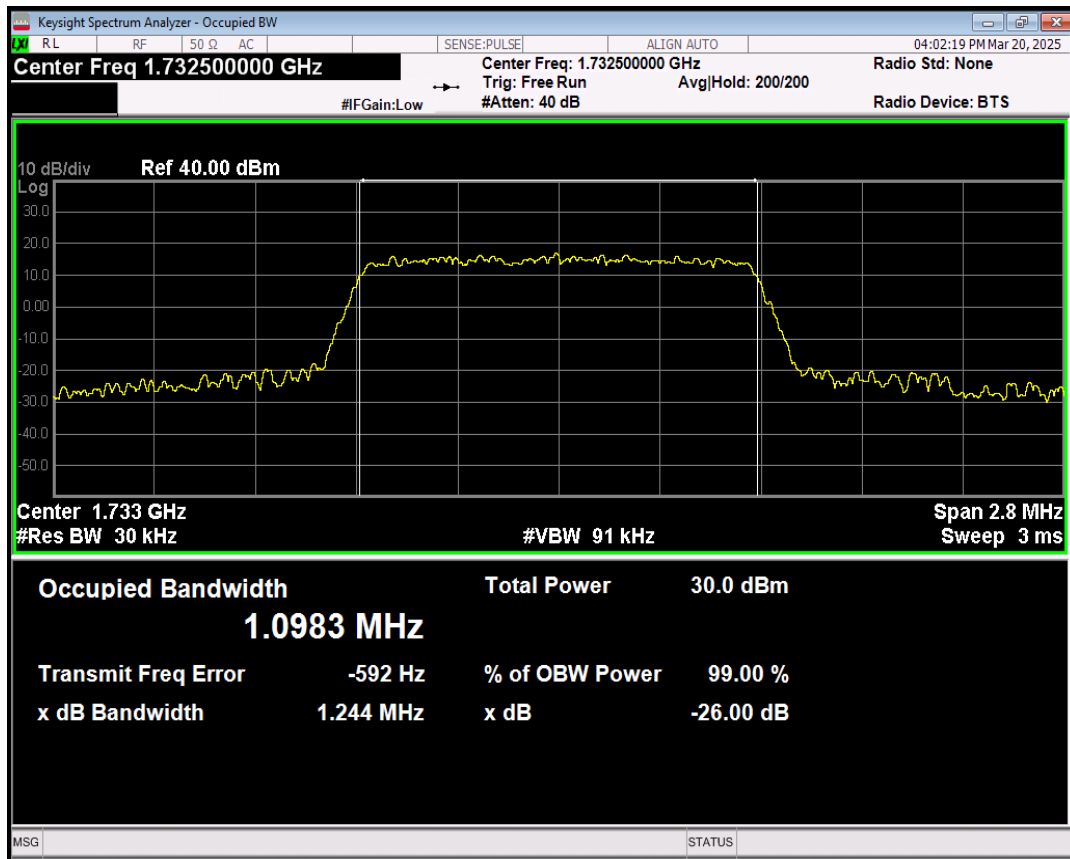 Keysight Spectrum Analyzer - Occupied BW
LXI RL RF 50 Ω AC SENSE:PULSE ALIGN AUTO 04:02:19 PM Mar 20, 2025
Center Freq 1.732500000 GHz Center Freq: 1.732500000 GHz Radio Std: None
Trig: Free Run Avg|Hold: 200/200
#IFGain:Low #Atten: 40 dB Radio Device: BTS
10 dB/div Ref 40.00 dBm
Log
30.0
20.0
10.0
0.00
-10.0
-20.0
-30.0
-40.0
-50.0
Center 1.733 GHz Span 2.8 MHz
#Res BW 30 kHz #VBW 91 kHz Sweep 3 ms
Occupied Bandwidth Total Power 30.0 dBm
1.0983 MHz
Transmit Freq Error -592 Hz % of OBW Power 99.00 %
x dB Bandwidth 1.244 MHz x dB -26.00 dB
MSG STATUS